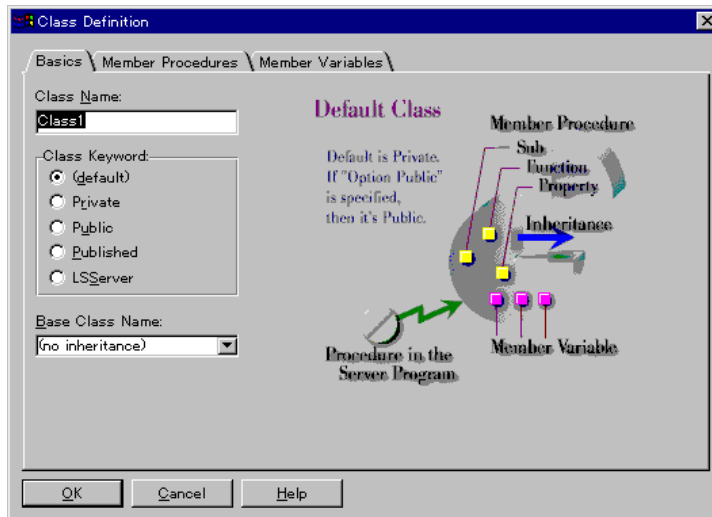 Class Definition
Basics
Member Procedures
Member Variables
Class Name:
Class1
Class Keyword:
(default)
Private
Public
Published
LSServer
Base Class Name:
(no inheritance)
Default Class
Default is Private.
If "Option Public"
is specified,
then it's Public.
Member Procedure
Sub
Function
Property
Inheritance
Member Variable
Procedure in the
Server Program
OK
Cancel
Help